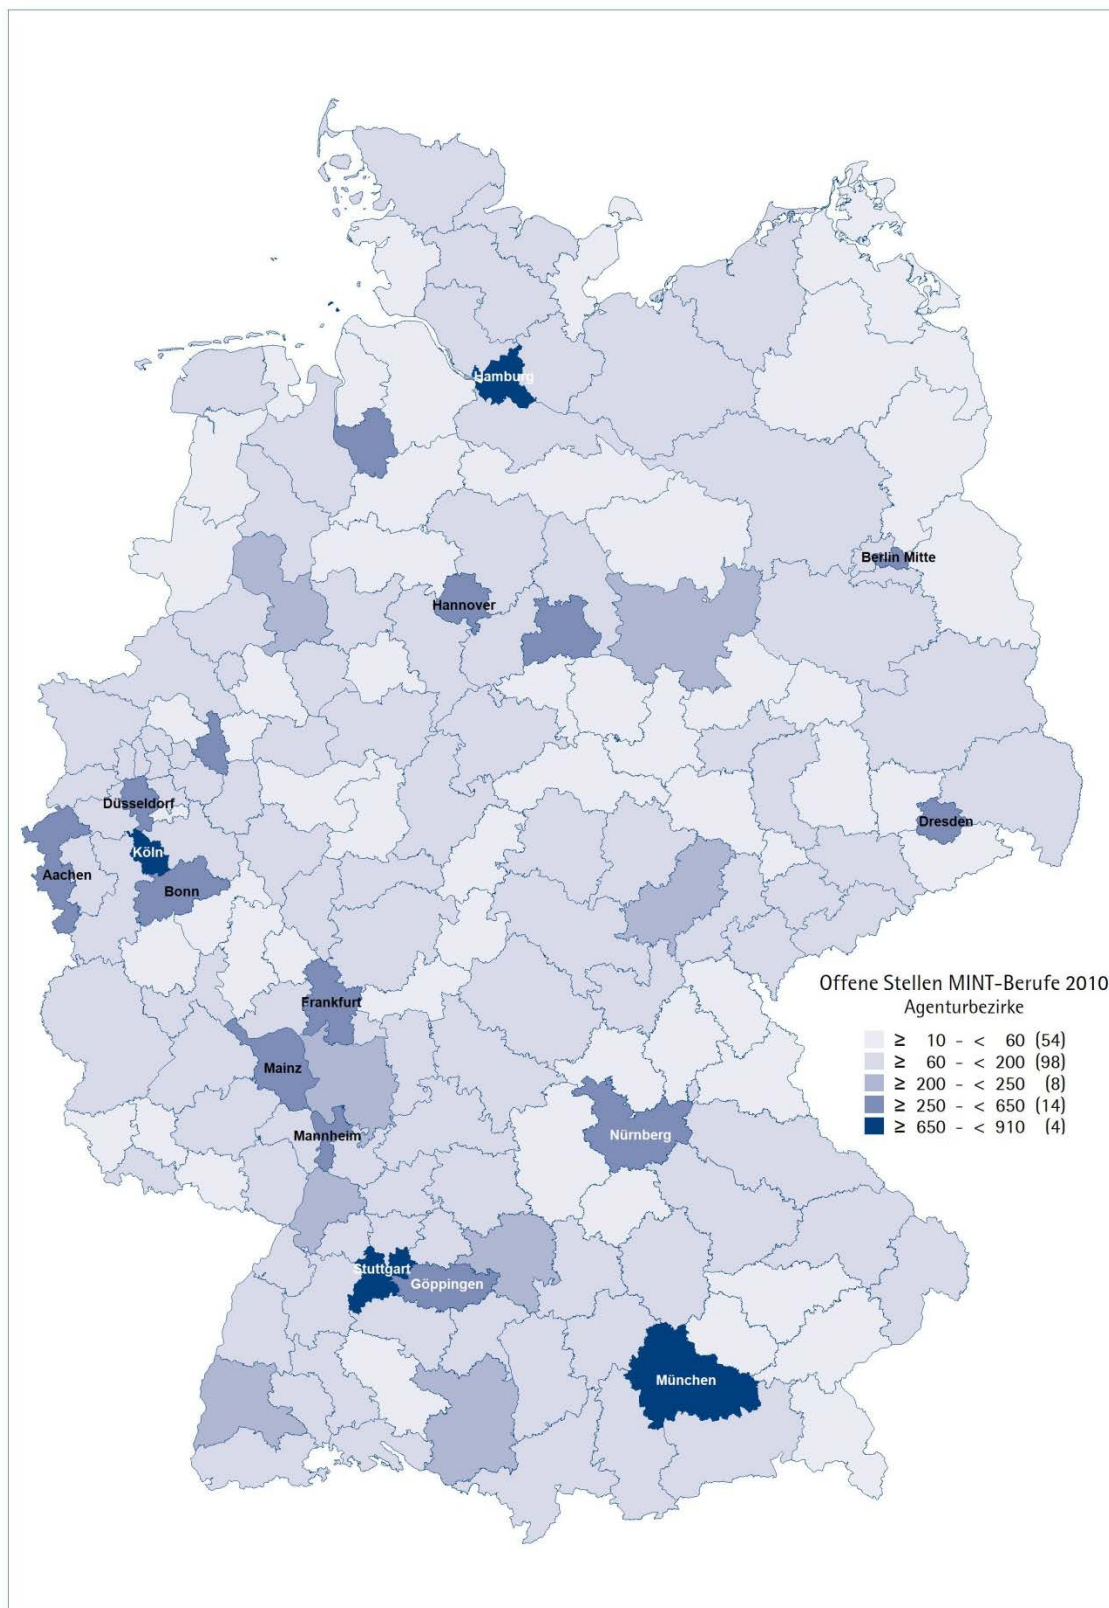 Hamburg
Berlin Mitte
Hannover
Düsseldorf
Dresden
Köln
Aachen
Bonn
Offene Stellen MINT-Berufe 2010
Agenturbezirke
≥ 10 - < 60 (54)
≥ 60 - < 200 (98)
≥ 200 - < 250 (8)
≥ 250 - < 650 (14)
≥ 650 - < 910 (4)
Frankfurt
Mainz
Mannheim
Nürnberg
Stuttgart
Göppingen
München